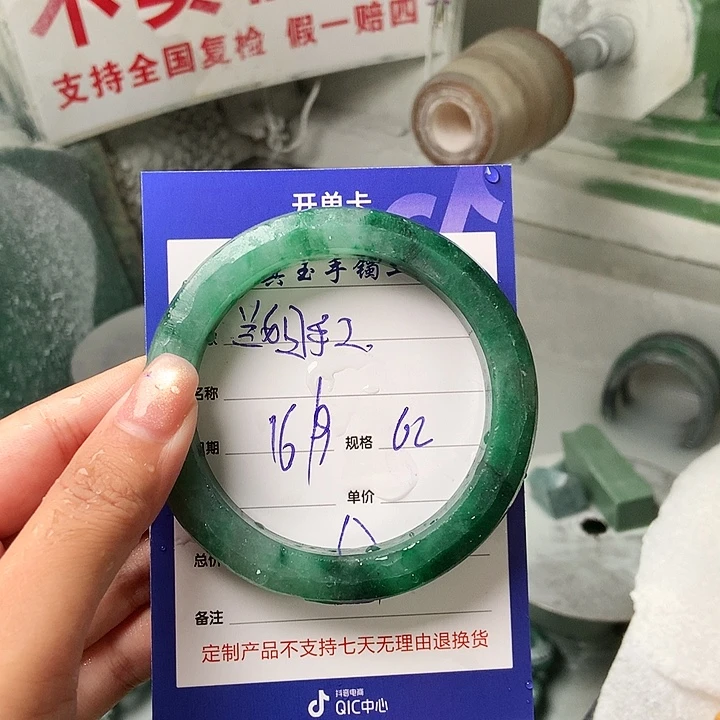 支持全国复检 假一赔四
开单卡
玉手镯
手工
名称
期 16号 规格 62
单价
总价
备注
定制产品不支持七天无理由退换货
抖音电商
QIC中心